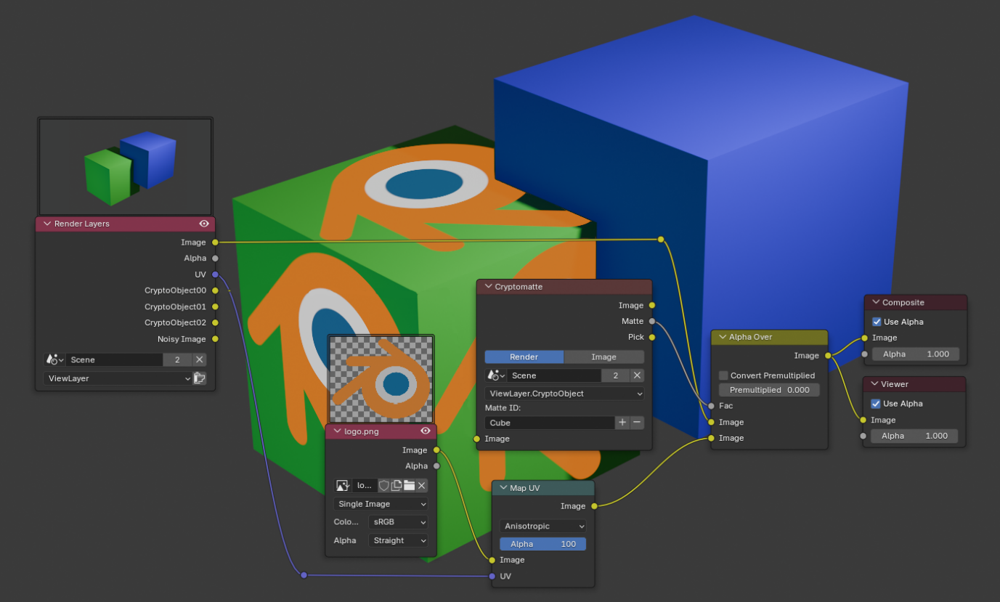 Render Layers
Image
Alpha
UV
CryptoObject00
CryptoObject01
CryptoObject02
Noisy Image
Scene 2
ViewLayer
logo.png
Image
Alpha
lo...
Single Image
Colo... sRGB
Alpha Straight
Cryptomatte
Image
Matte
Pick
Render Image
Scene 2
ViewLayer.CryptoObject
Matte ID:
Cube
Image
Map UV
Image
Anisotropic
Alpha 100
Image
UV
Alpha Over
Image
Convert Premultiplied
Premultiplied 0.000
Fac
Image
Image
Composite
Use Alpha
Image
Alpha 1.000
Viewer
Use Alpha
Image
Alpha 1.000